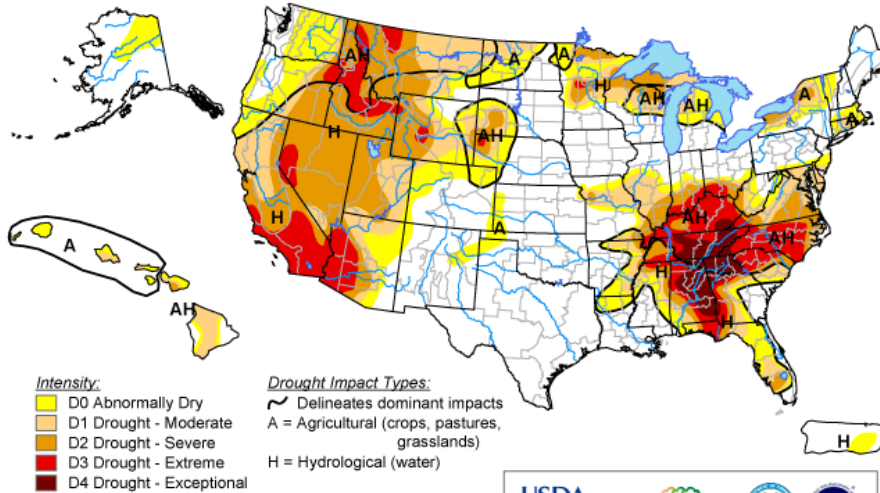 AH
A
A
H
AH
AH
A
A
AH
H
H
A
AH
AH
H
H
A
AH
H
Intensity:
D0 Abnormally Dry
D1 Drought - Moderate
D2 Drought - Severe
D3 Drought - Extreme
D4 Drought - Exceptional
Drought Impact Types:
Delineates dominant impacts
A = Agricultural (crops, pastures,
grasslands)
H = Hydrological (water)
USDA